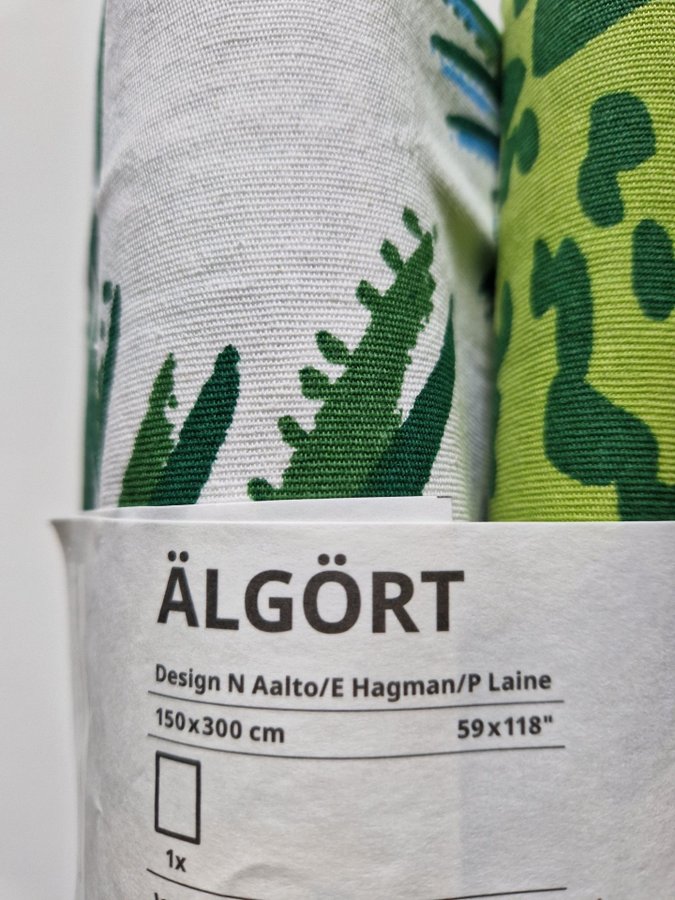 ÄLGÖRT
Design N Aalto/E Hagman/P Laine
150x300 cm 59x118"
1x